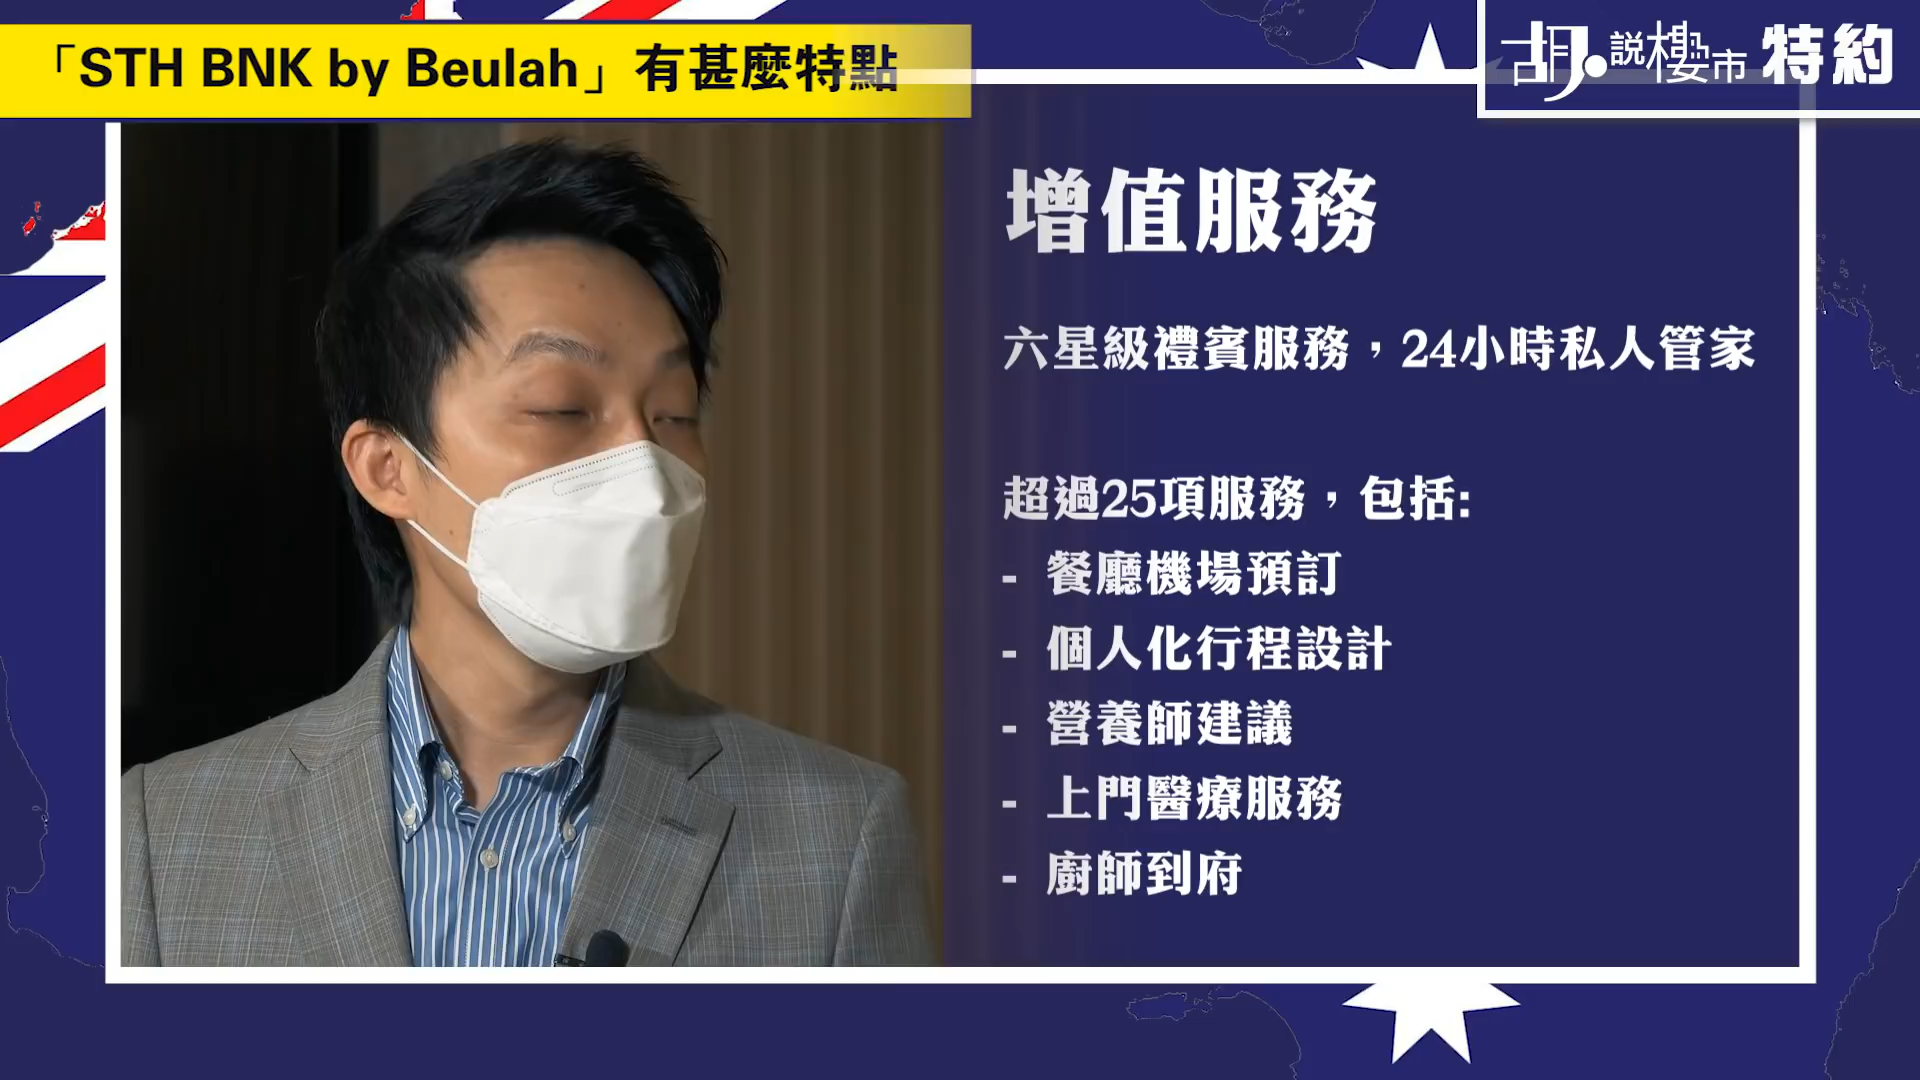 「STH BNK by Beulah」有甚麼特點
胡.説樓市 特約
增值服務
六星級禮賓服務，24小時私人管家
超過25項服務，包括:
- 餐廳機場預訂
- 個人化行程設計
- 營養師建議
- 上門醫療服務
- 廚師到府